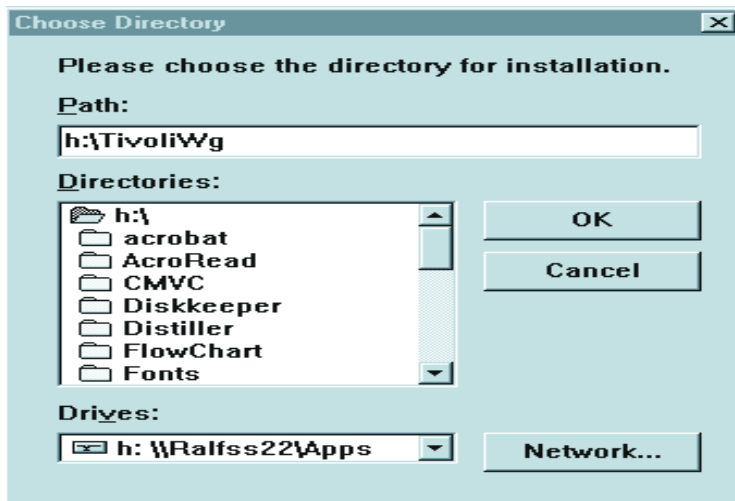 Choose Directory
Please choose the directory for installation.
Path:
h:\TivoliWg
Directories:
h:\
acrobat
AcroRead
CMVC
Diskkeeper
Distiller
FlowChart
Fonts
OK
Cancel
Drives:
h: \\Ralfss22\Apps
Network...